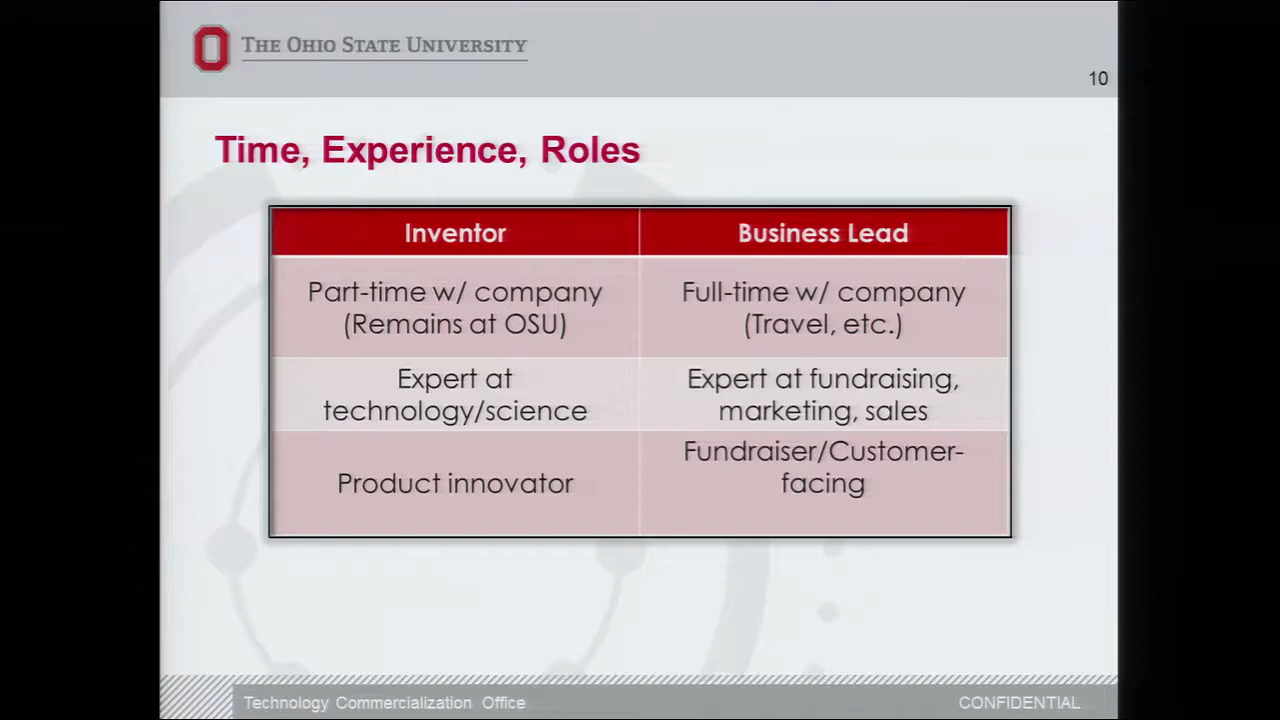 THE OHIO STATE UNIVERSITY
10
Time, Experience, Roles
Inventor
Business Lead
Part-time w/ company
(Remains at OSU)
Full-time w/ company
(Travel, etc.)
Expert at
technology/science
Expert at fundraising,
marketing, sales
Product innovator
Fundraiser/Customer-
facing
Technology Commercialization Office
CONFIDENTIAL